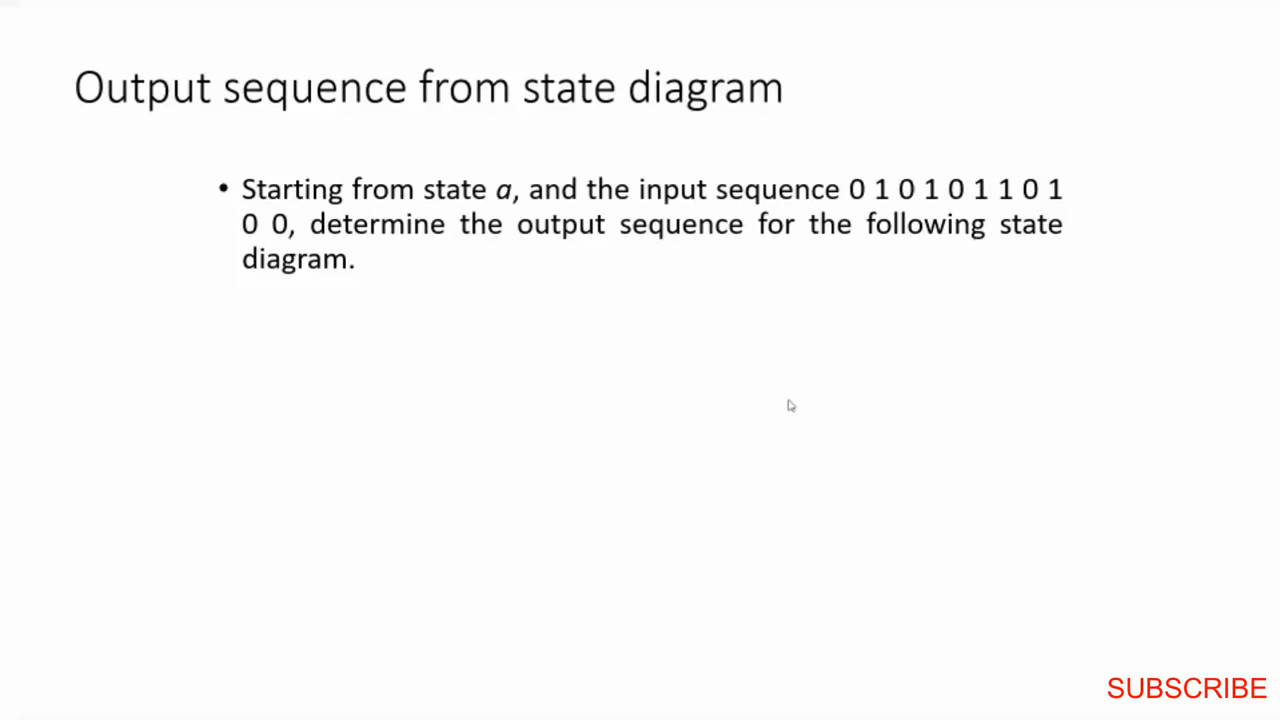 Output sequence from state diagram
• Starting from state a, and the input sequence 0 1 0 1 0 1 1 0 1
0 0, determine the output sequence for the following state
diagram.
SUBSCRIBE